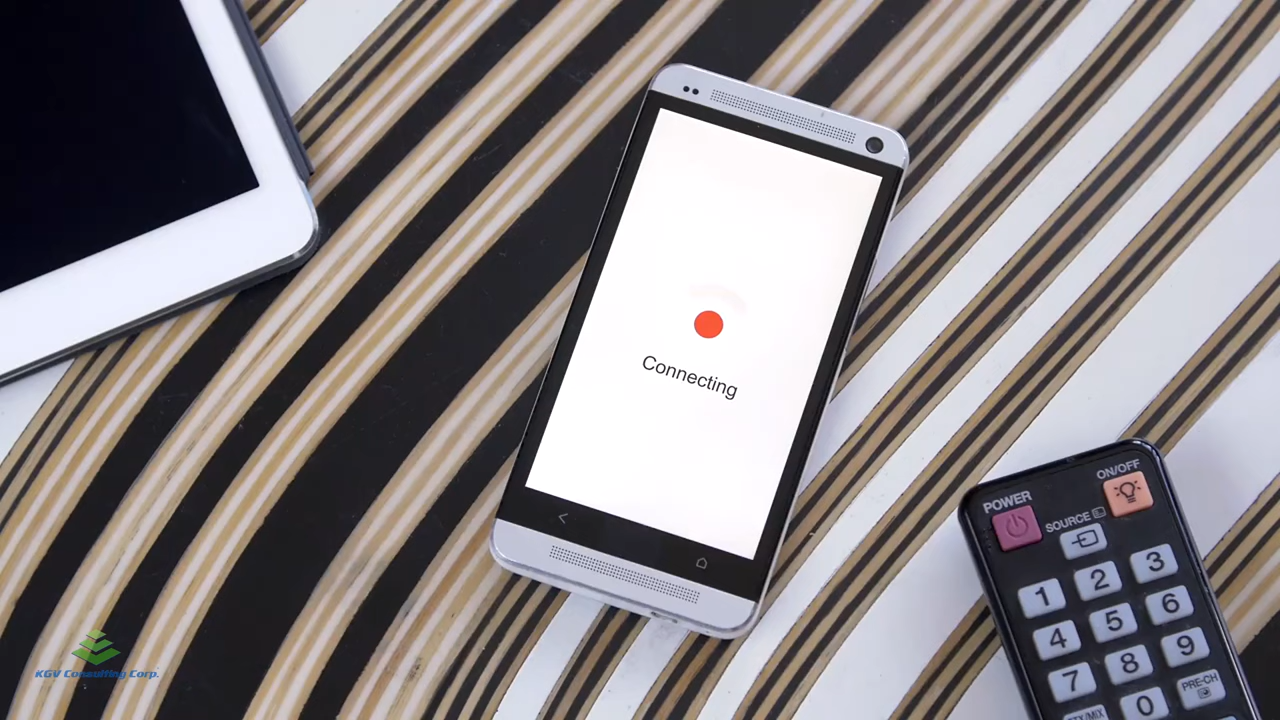 Connecting
ON/OFF
POWER
SOURCE
1 2 3
4 5 6
7 8 9
0 PRE-CH
KGV Consulting Corp.